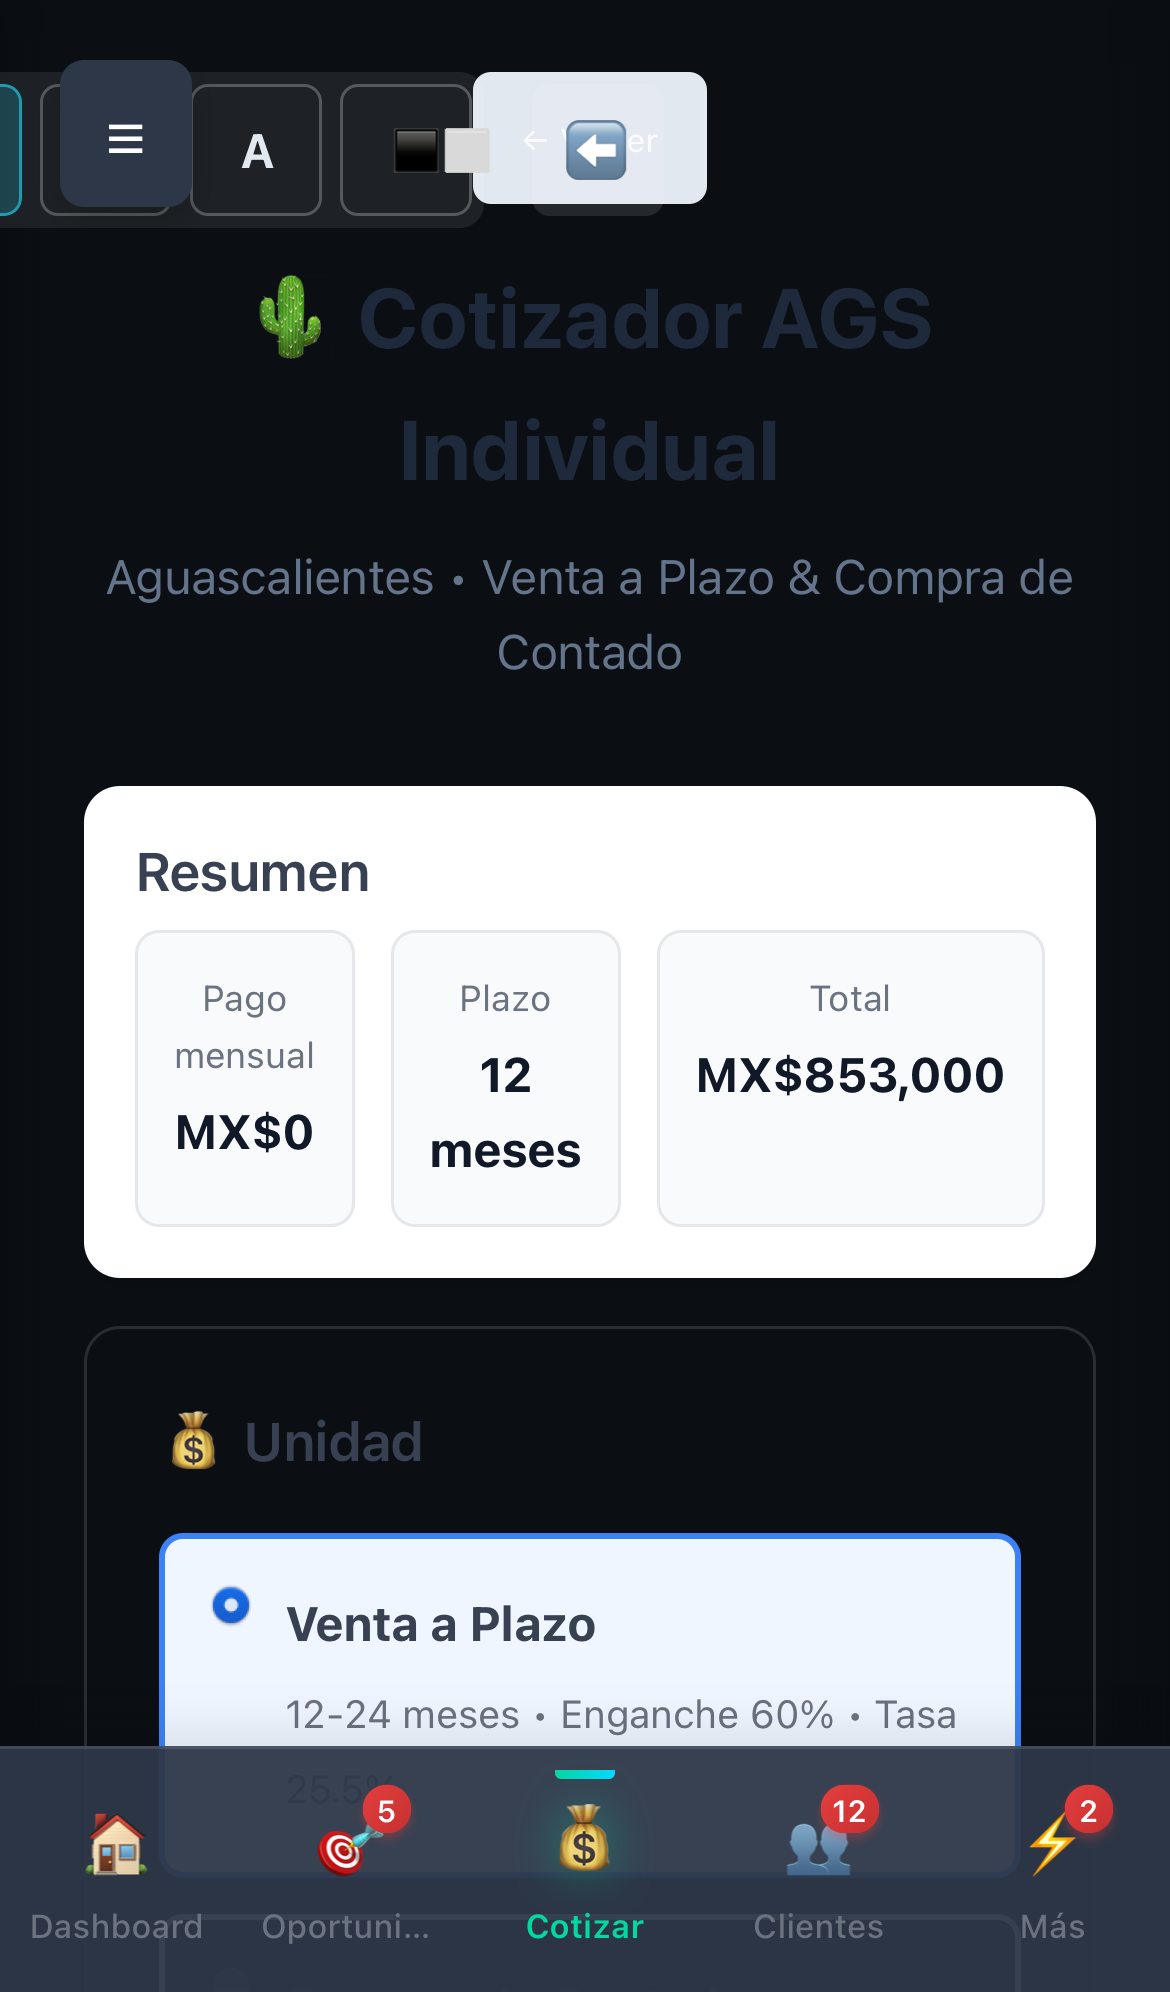 A
←
Cotizador AGS
Individual
Aguascalientes • Venta a Plazo & Compra de
Contado
Resumen
Pago
mensual
MX$0
Plazo
12
meses
Total
MX$853,000
Unidad
Venta a Plazo
12-24 meses • Enganche 60% • Tasa
25.5%
5
12
2
Dashboard
Oportuni...
Cotizar
Clientes
Más